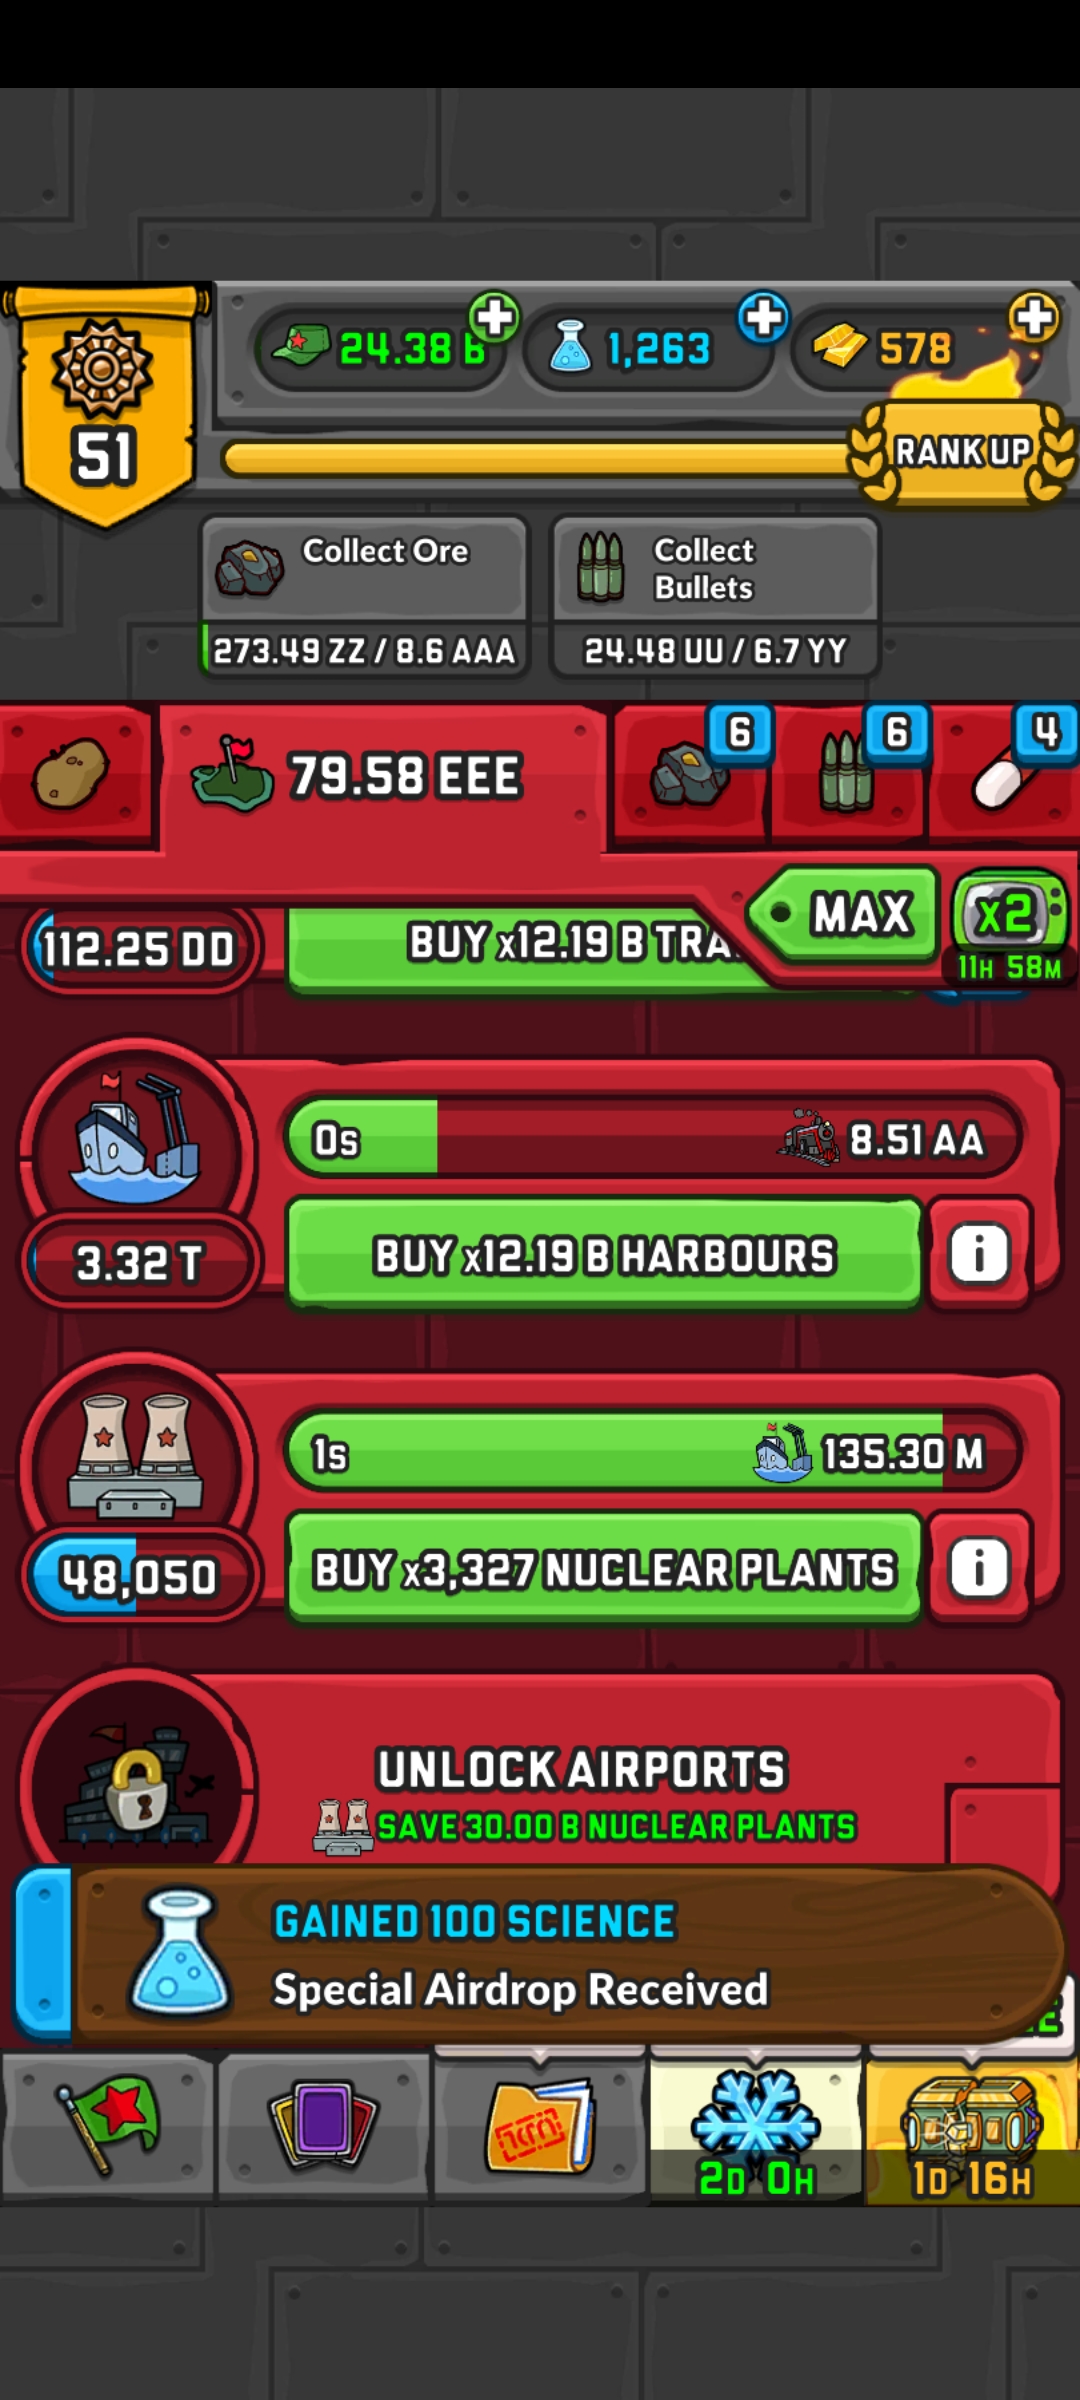 24.38 B
1,263
578
51
RANK UP
Collect Ore
273.49 ZZ / 8.6 AAA
Collect
Bullets
24.48 UU / 6.7 YY
79.58 EEE
6
6
4
MAX
x2
11H 58M
112.25 DD
BUY x12.19 B TRA
0s
8.51 AA
3.32 T
BUY x12.19 B HARBOURS
i
1s
135.30 M
48,050
BUY x3,327 NUCLEAR PLANTS
i
UNLOCK AIRPORTS
SAVE 30.00 B NUCLEAR PLANTS
GAINED 100 SCIENCE
Special Airdrop Received
2D 0H
1D 16H